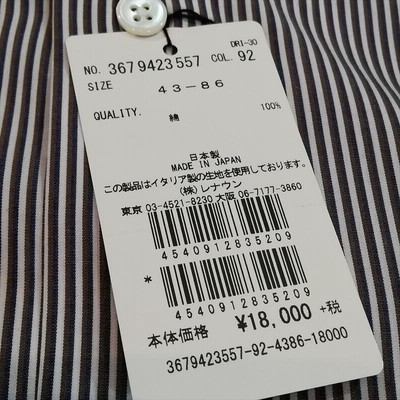 DRI-30
NO. 3679423557 COL. 92
SIZE
43-86
QUALITY.
綿 100%
日本製
MADE IN JAPAN
この製品はイタリア製の生地を使用しております。
(株)レナウン
東京 03-4521-8230 大阪 06-7177-3860
4540912835209
*
4540912835209
本体価格 ¥18,000 +税
3679423557-92-4386-18000